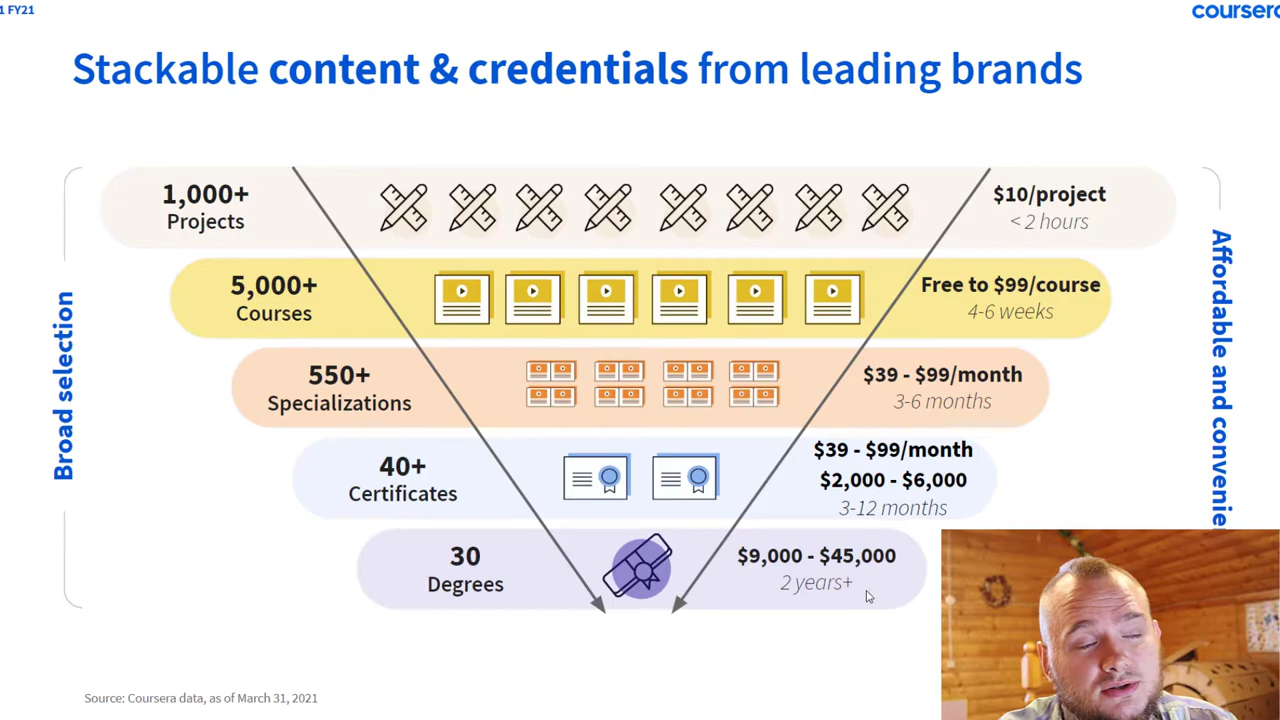 1 FY21
coursera
Stackable content & credentials from leading brands
Broad selection
1,000+
Projects
$10/project
< 2 hours
5,000+
Courses
Free to $99/course
4-6 weeks
550+
Specializations
$39 - $99/month
3-6 months
40+
Certificates
$39 - $99/month
$2,000 - $6,000
3-12 months
30
Degrees
$9,000 - $45,000
2 years+
Affordable and convenie
Source: Coursera data, as of March 31, 2021